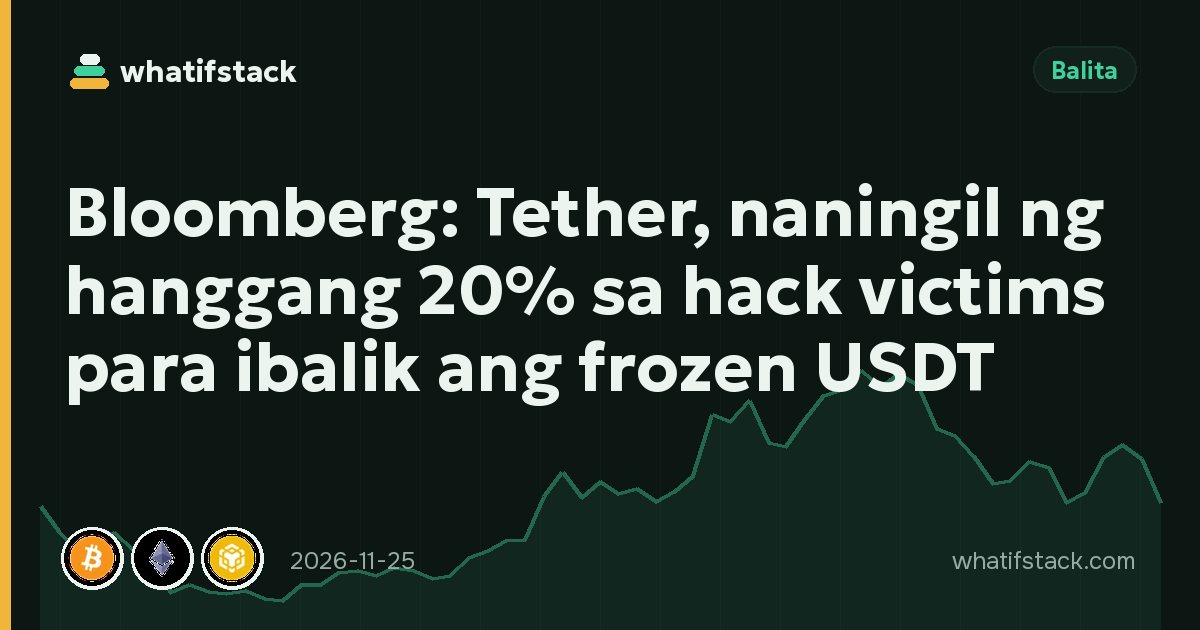 whatifstack
Balita
Bloomberg: Tether, naningil ng
hanggang 20% sa hack victims
para ibalik ang frozen USDT
2026-11-25
whatifstack.com